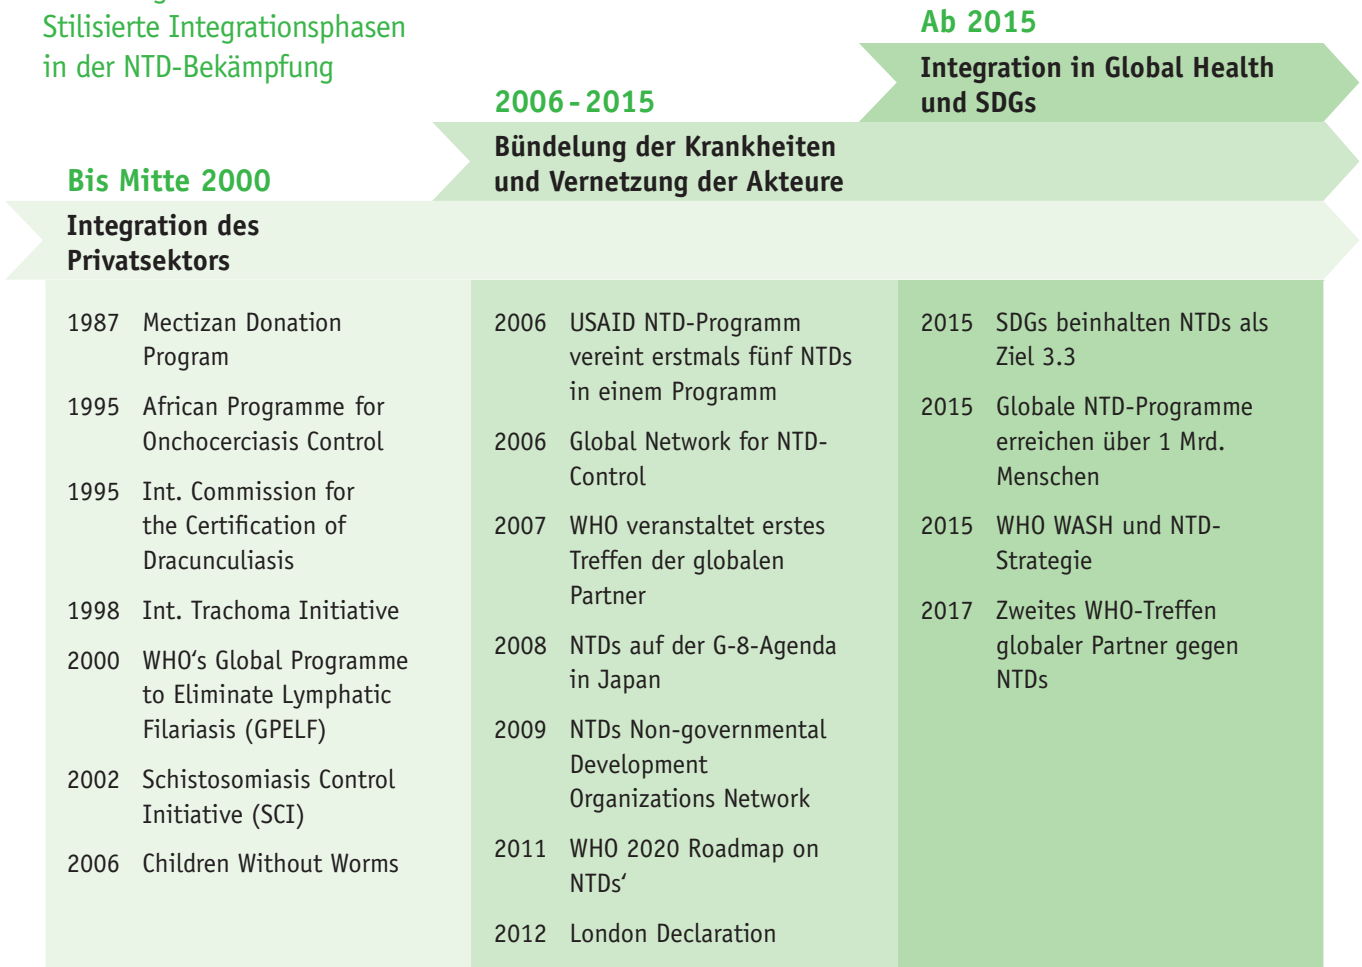 Stilisierte Integrationsphasen
in der NTD-Bekämpfung
Bis Mitte 2000
Integration des
Privatsektors
1987 Mectizan Donation
Program
1995 African Programme for
Onchocerciasis Control
1995 Int. Commission for
the Certification of
Dracunculiasis
1998 Int. Trachoma Initiative
2000 WHO‘s Global Programme
to Eliminate Lymphatic
Filariasis (GPELF)
2002 Schistosomiasis Control
Initiative (SCI)
2006 Children Without Worms
2006 - 2015
Bündelung der Krankheiten
und Vernetzung der Akteure
2006 USAID NTD-Programm
vereint erstmals fünf NTDs
in einem Programm
2006 Global Network for NTD-
Control
2007 WHO veranstaltet erstes
Treffen der globalen
Partner
2008 NTDs auf der G-8-Agenda
in Japan
2009 NTDs Non-governmental
Development
Organizations Network
2011 WHO 2020 Roadmap on
NTDs‘
2012 London Declaration
Ab 2015
Integration in Global Health
und SDGs
2015 SDGs beinhalten NTDs als
Ziel 3.3
2015 Globale NTD-Programme
erreichen über 1 Mrd.
Menschen
2015 WHO WASH und NTD-
Strategie
2017 Zweites WHO-Treffen
globaler Partner gegen
NTDs